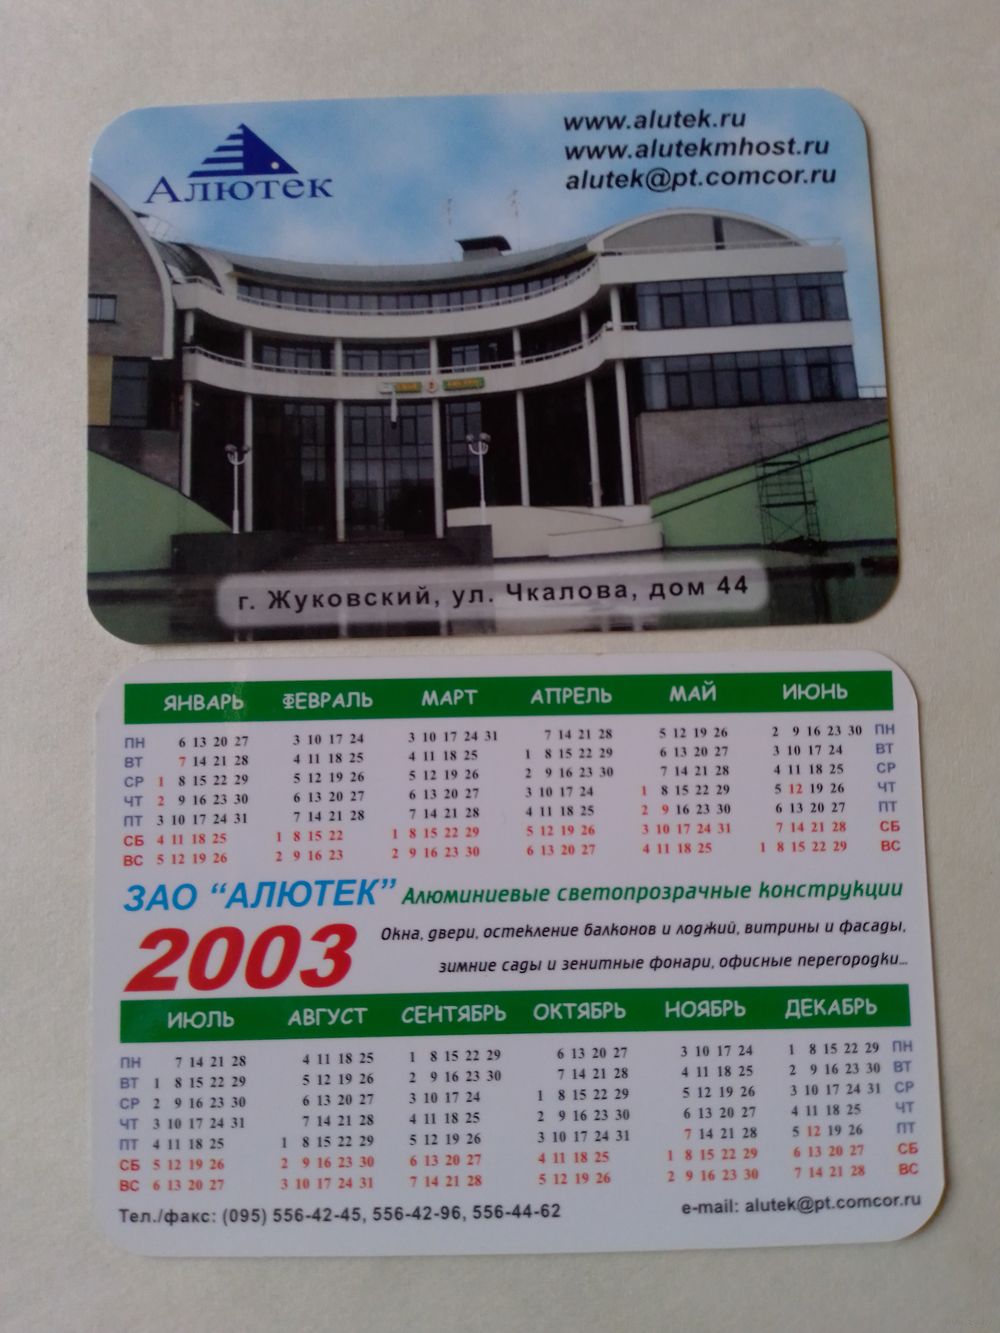 www.alutek.ru
www.alutekmhost.ru
alutek@pt.comcor.ru
Алютек
г. Жуковский, ул. Чкалова, дом 44
ЯНВАРЬ ФЕВРАЛЬ МАРТ АПРЕЛЬ МАЙ ИЮНЬ
ПН 6 13 20 27 3 10 17 24 3 10 17 24 31 7 14 21 28 5 12 19 26 2 9 16 23 30 ПН
ВТ 7 14 21 28 4 11 18 25 4 11 18 25 1 8 15 22 29 6 13 20 27 3 10 17 24 ВТ
СР 1 8 15 22 29 5 12 19 26 5 12 19 26 2 9 16 23 30 7 14 21 28 4 11 18 25 СР
ЧТ 2 9 16 23 30 6 13 20 27 6 13 20 27 3 10 17 24 1 8 15 22 29 5 12 19 26 ЧТ
ПТ 3 10 17 24 31 7 14 21 28 7 14 21 28 4 11 18 25 2 9 16 23 30 6 13 20 27 ПТ
СБ 4 11 18 25 1 8 15 22 1 8 15 22 29 5 12 19 26 3 10 17 24 31 7 14 21 28 СБ
ВС 5 12 19 26 2 9 16 23 2 9 16 23 30 6 13 20 27 4 11 18 25 1 8 15 22 29 ВС
ЗАО “АЛЮТЕК” Алюминиевые светопрозрачные конструкции
2003 Окна, двери, остекление балконов и лоджий, витрины и фасады,
зимние сады и зенитные фонари, офисные перегородки...
ИЮЛЬ АВГУСТ СЕНТЯБРЬ ОКТЯБРЬ НОЯБРЬ ДЕКАБРЬ
ПН 7 14 21 28 4 11 18 25 1 8 15 22 29 6 13 20 27 3 10 17 24 1 8 15 22 29 ПН
ВТ 1 8 15 22 29 5 12 19 26 2 9 16 23 30 7 14 21 28 4 11 18 25 2 9 16 23 30 ВТ
СР 2 9 16 23 30 6 13 20 27 3 10 17 24 1 8 15 22 29 5 12 19 26 3 10 17 24 31 СР
ЧТ 3 10 17 24 31 7 14 21 28 4 11 18 25 2 9 16 23 30 6 13 20 27 4 11 18 25 ЧТ
ПТ 4 11 18 25 1 8 15 22 29 5 12 19 26 3 10 17 24 31 7 14 21 28 5 12 19 26 ПТ
СБ 5 12 19 26 2 9 16 23 30 6 13 20 27 4 11 18 25 1 8 15 22 29 6 13 20 27 СБ
ВС 6 13 20 27 3 10 17 24 31 7 14 21 28 5 12 19 26 2 9 16 23 30 7 14 21 28 ВС
Тел./факс: (095) 556-42-45, 556-42-96, 556-44-62 e-mail: alutek@pt.comcor.ru